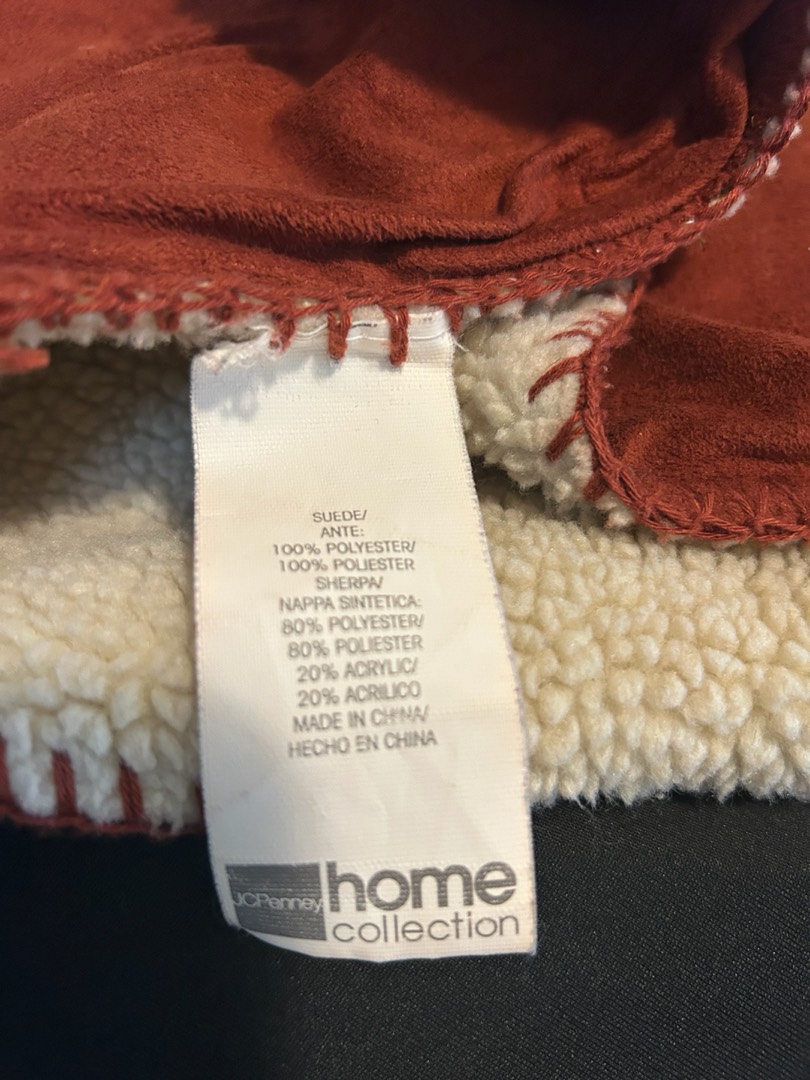 SUEDE/
ANTE:
100% POLYESTER/
100% POLIESTER
SHERPA/
NAPPA SINTETICA:
80% POLYESTER/
80% POLIESTER
20% ACRYLIC/
20% ACRILICO
MADE IN CHINA/
HECHO EN CHINA
JCPenney home
collection